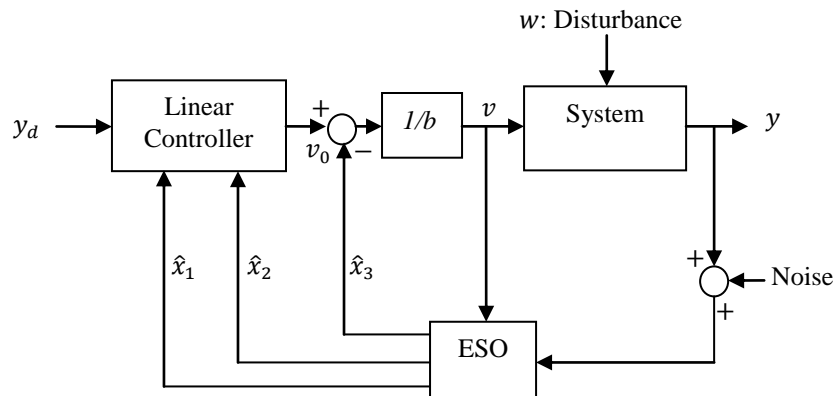 w: Disturbance
Linear
Controller
System
y_d
+
v_0
−
1/b
v
y
x̂_1
x̂_2
x̂_3
+
Noise
+
ESO